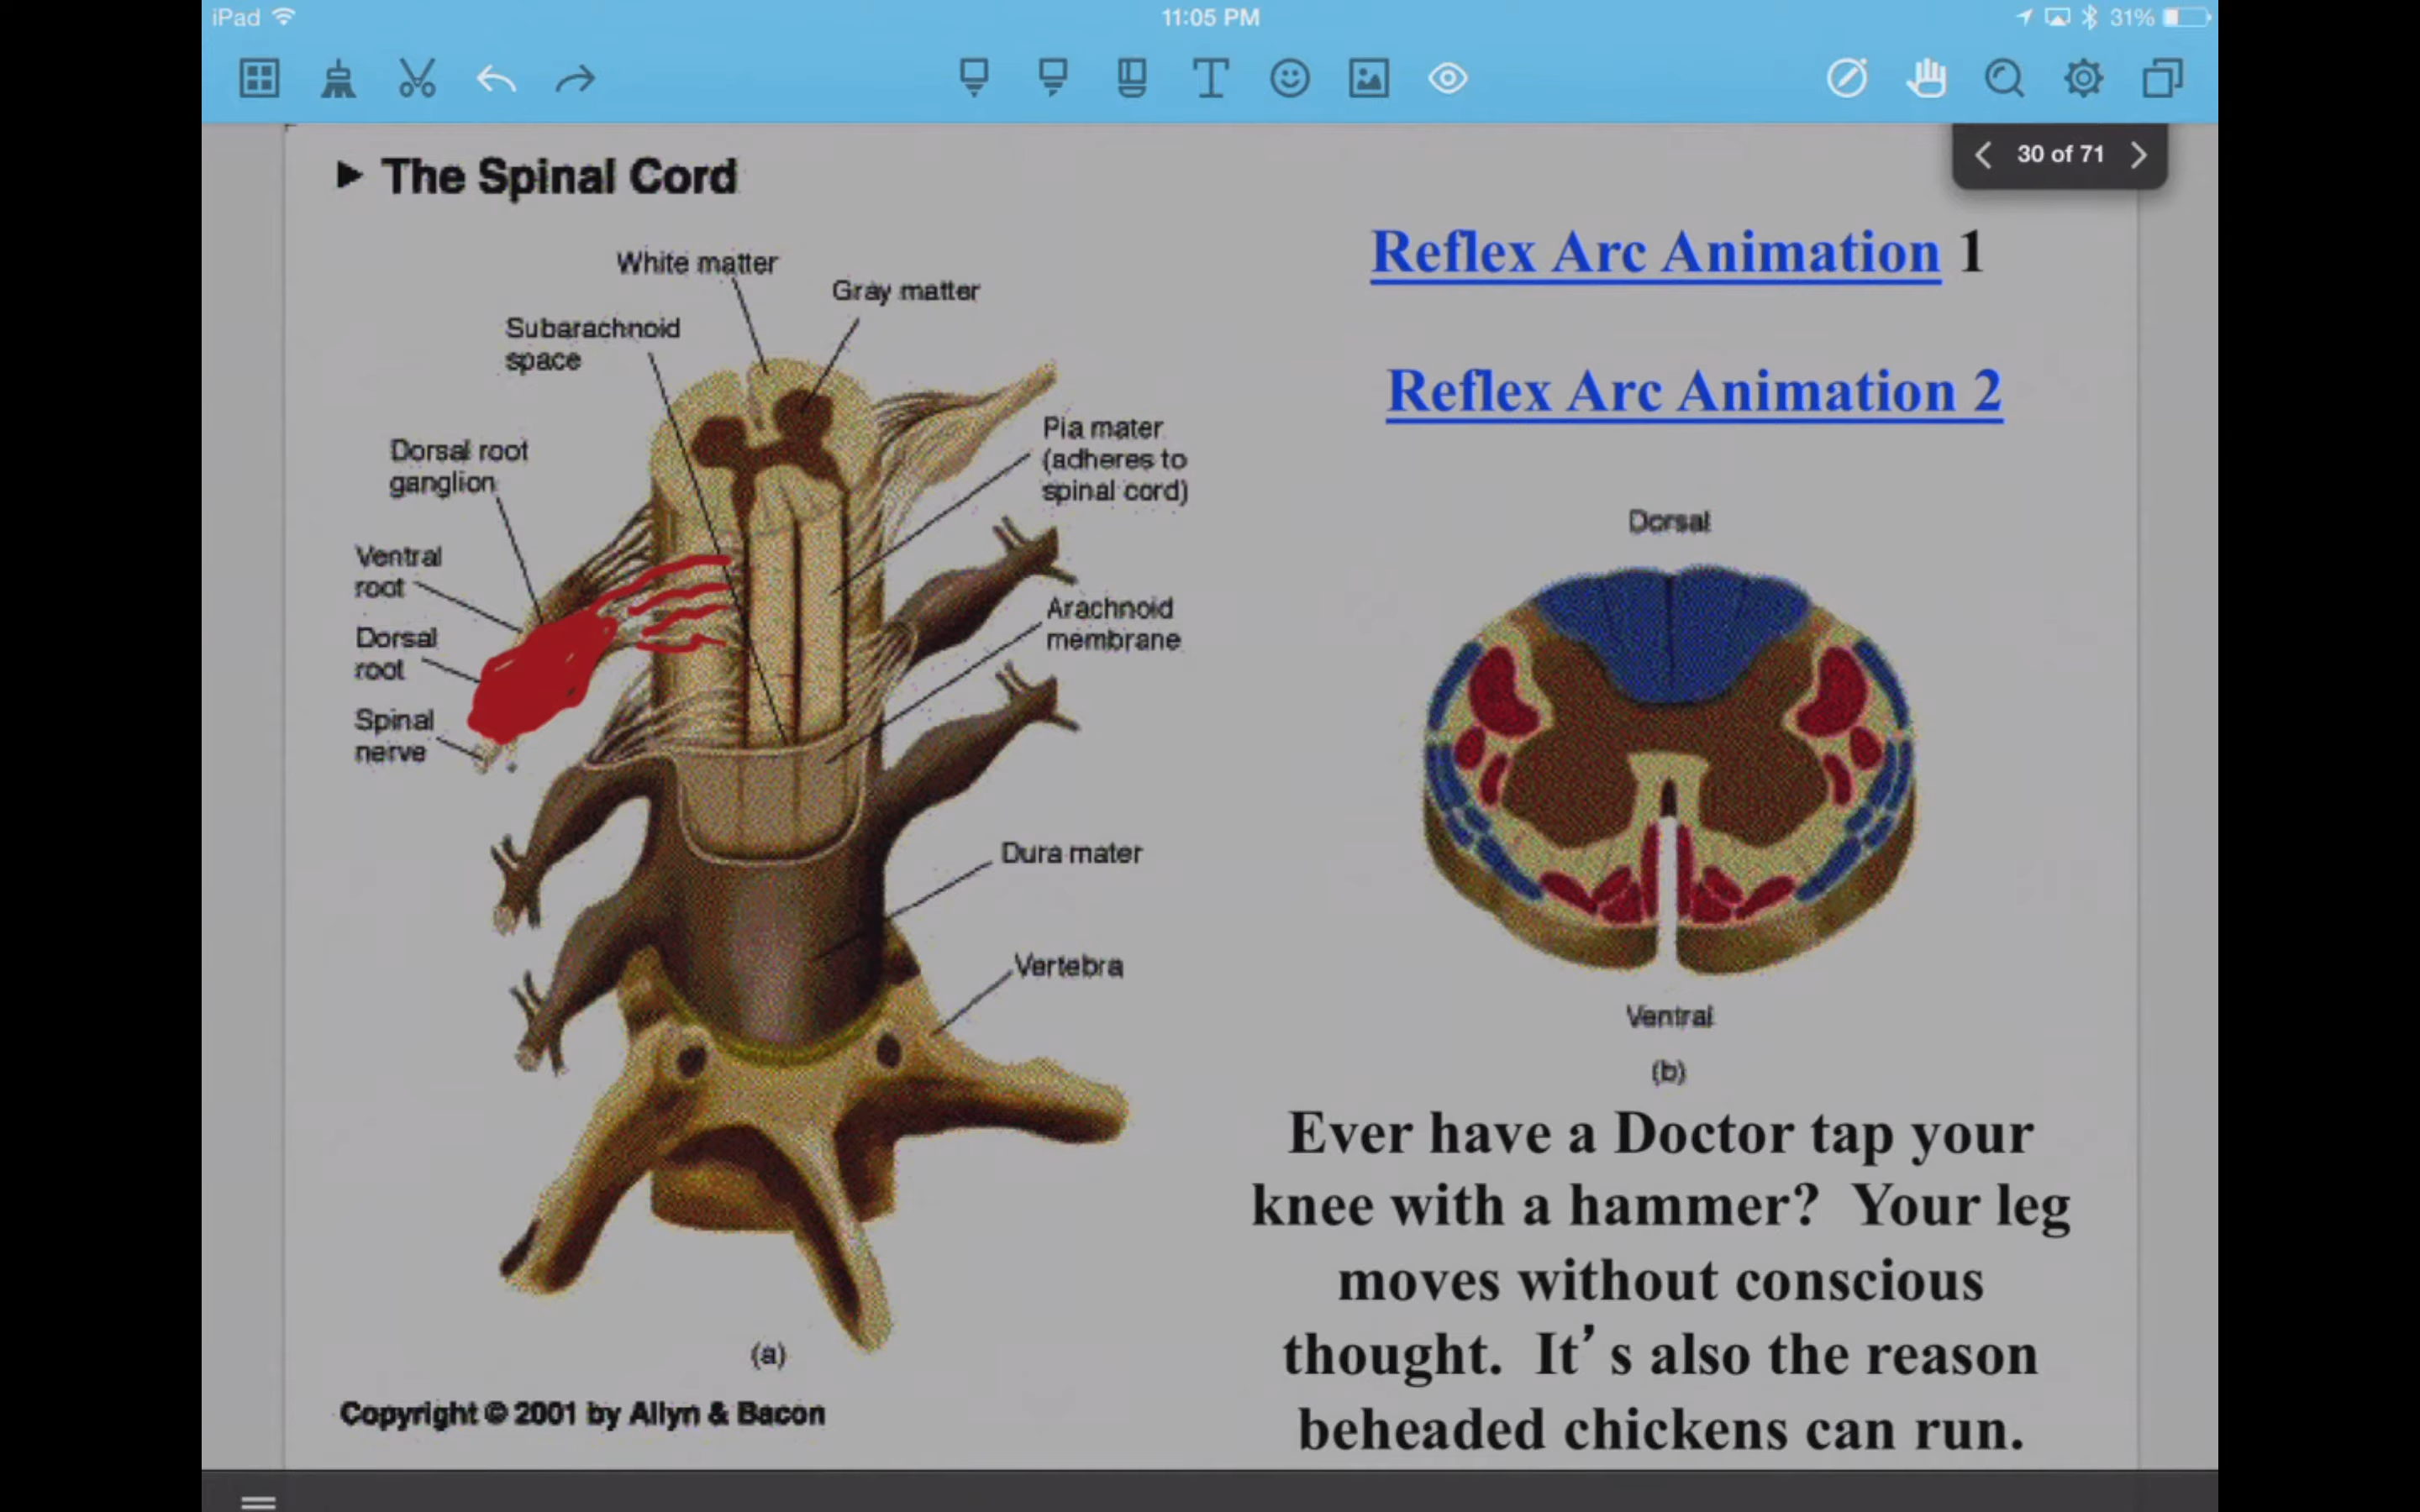 iPad
11:05 PM
31%
30 of 71
The Spinal Cord
White matter
Gray matter
Subarachnoid
space
Dorsal root
ganglion
Ventral
root
Dorsal
root
Spinal
nerve
Pia mater
(adheres to
spinal cord)
Arachnoid
membrane
Dura mater
Vertebra
(a)
Copyright © 2001 by Allyn & Bacon
Reflex Arc Animation 1
Reflex Arc Animation 2
Dorsal
Ventral
(b)
Ever have a Doctor tap your
knee with a hammer? Your leg
moves without conscious
thought. It’s also the reason
beheaded chickens can run.